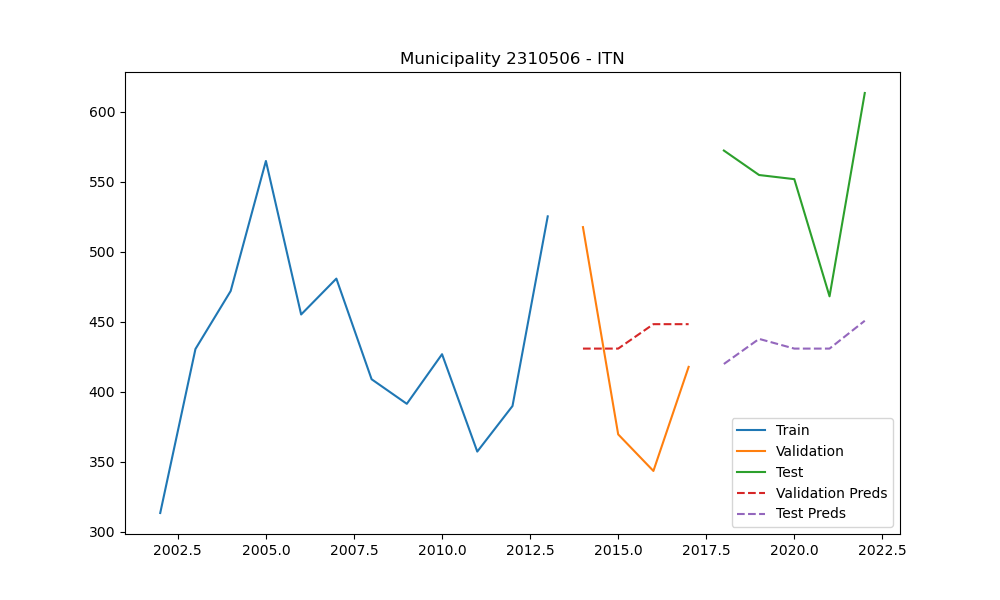 Municipality 2310506 - ITN
600
550
500
450
400
350
300
2002.5 2005.0 2007.5 2010.0 2012.5 2015.0 2017.5 2020.0 2022.5
Train
Validation
Test
Validation Preds
Test Preds